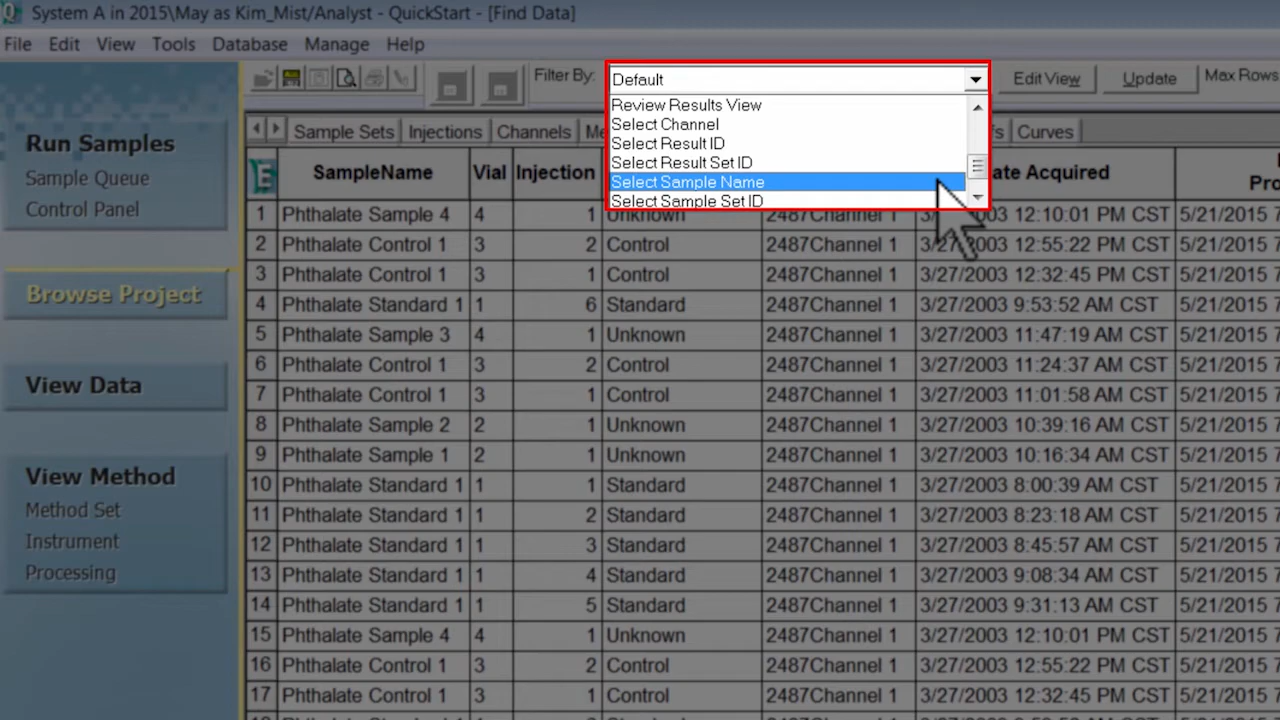 System A in 2015\May as Kim_Mist/Analyst - QuickStart - [Find Data]
File Edit View Tools Database Manage Help
Filter By: Default Edit View Update Max Rows
Review Results View
Select Channel
Select Result ID
Select Result Set ID
Select Sample Name
Select Sample Set ID
Run Samples
Sample Queue
Control Panel
Browse Project
View Data
View Method
Method Set
Instrument
Processing
Sample Sets Injections Channels Curves
SampleName Vial Injection Acquired
1 Phthalate Sample 4 4 1 Unknown 2487Channel 1 3/27/2003 12:10:01 PM CST 5/21/2015
2 Phthalate Control 1 3 2 Control 2487Channel 1 3/27/2003 12:55:22 PM CST 5/21/2015
3 Phthalate Control 1 3 1 Control 2487Channel 1 3/27/2003 12:32:45 PM CST 5/21/2015
4 Phthalate Standard 1 1 6 Standard 2487Channel 1 3/27/2003 9:53:52 AM CST 5/21/2015
5 Phthalate Sample 3 4 1 Unknown 2487Channel 1 3/27/2003 11:47:19 AM CST 5/21/2015
6 Phthalate Control 1 3 2 Control 2487Channel 1 3/27/2003 11:24:37 AM CST 5/21/2015
7 Phthalate Control 1 3 1 Control 2487Channel 1 3/27/2003 11:01:58 AM CST 5/21/2015
8 Phthalate Sample 2 2 1 Unknown 2487Channel 1 3/27/2003 10:39:16 AM CST 5/21/2015
9 Phthalate Sample 1 2 1 Unknown 2487Channel 1 3/27/2003 10:16:34 AM CST 5/21/2015
10 Phthalate Standard 1 1 1 Standard 2487Channel 1 3/27/2003 8:00:39 AM CST 5/21/2015
11 Phthalate Standard 1 1 2 Standard 2487Channel 1 3/27/2003 8:23:18 AM CST 5/21/2015
12 Phthalate Standard 1 1 3 Standard 2487Channel 1 3/27/2003 8:45:57 AM CST 5/21/2015
13 Phthalate Standard 1 1 4 Standard 2487Channel 1 3/27/2003 9:08:34 AM CST 5/21/2015
14 Phthalate Standard 1 1 5 Standard 2487Channel 1 3/27/2003 9:31:13 AM CST 5/21/2015
15 Phthalate Sample 4 4 1 Unknown 2487Channel 1 3/27/2003 12:10:01 PM CST 5/21/2015
16 Phthalate Control 1 3 2 Control 2487Channel 1 3/27/2003 12:55:22 PM CST 5/21/2015
17 Phthalate Control 1 3 1 Control 2487Channel 1 3/27/2003 12:32:45 PM CST 5/21/2015